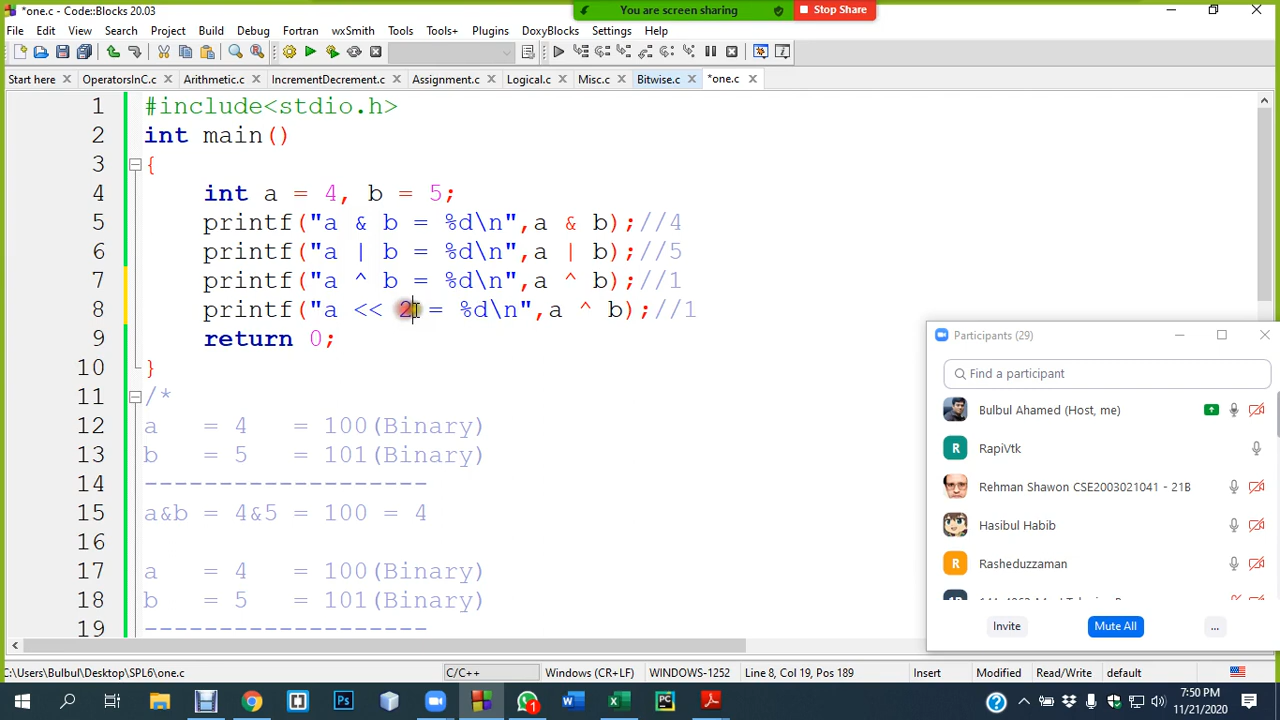 *one.c - Code::Blocks 20.03
You are screen sharing
Stop Share
File Edit View Search Project Build Debug Fortran wxSmith Tools Tools+ Plugins DoxyBlocks Settings Help
Start here OperatorsInC.c Arithmetic.c IncrementDecrement.c Assignment.c Logical.c Misc.c Bitwise.c *one.c
1 #include<stdio.h>
2 int main()
3 {
4 int a = 4, b = 5;
5 printf("a & b = %d\n",a & b);//4
6 printf("a | b = %d\n",a | b);//5
7 printf("a ^ b = %d\n",a ^ b);//1
8 printf("a << 2 = %d\n",a ^ b);//1
9 return 0;
10 }
11 /*
12 a = 4 = 100(Binary)
13 b = 5 = 101(Binary)
14 -------------------
15 a&b = 4&5 = 100 = 4
16
17 a = 4 = 100(Binary)
18 b = 5 = 101(Binary)
19 -------------------
Participants (29)
Find a participant
Bulbul Ahamed (Host, me)
R RapiVtk
Rehman Shawon CSE2003021041 - 21B
Hasibul Habib
R Rasheduzzaman
Invite Mute All ...
C:\Users\Bulbul\Desktop\SPL6\one.c C/C++ Windows (CR+LF) WINDOWS-1252 Line 8, Col 19, Pos 189 Insert Modified Read/Write default
7:50 PM
11/21/2020